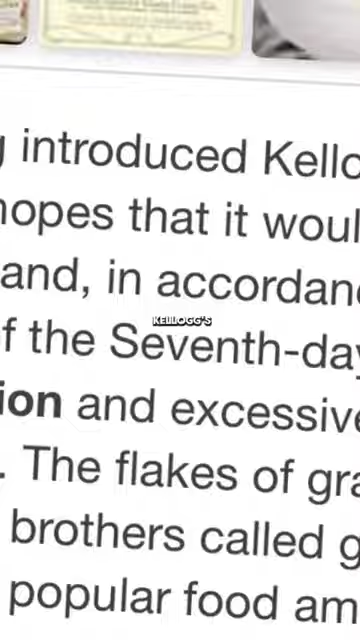 introduced Kello
hopes that it woul
and, in accordan
KELLOGG'S
f the Seventh-day
ion and excessive
. The flakes of gra
brothers called g
popular food am